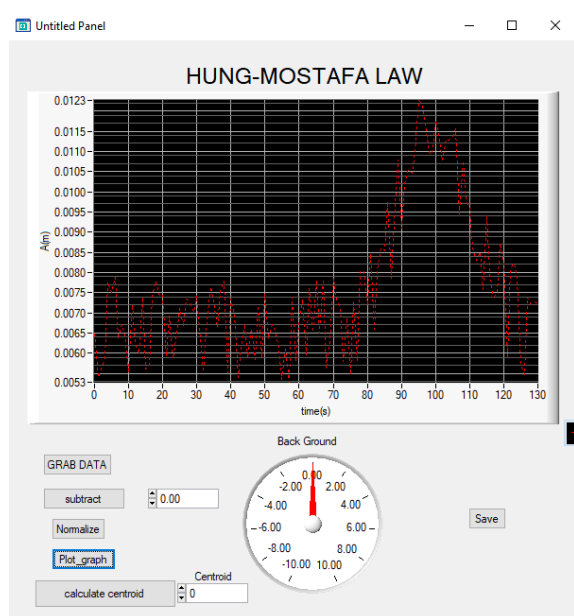 Untitled Panel
HUNG-MOSTAFA LAW
0.0123
0.0115
0.0110
0.0105
0.0100
0.0095
0.0090
0.0085
0.0080
0.0075
0.0070
0.0065
0.0060
0.0053
A(m)
0 10 20 30 40 50 60 70 80 90 100 110 120 130
time(s)
Back Ground
GRAB DATA
subtract 0.00
Normalize
Plot_graph
Centroid
calculate centroid 0
0.00
-2.00 2.00
-4.00 4.00
-6.00 6.00
-8.00 8.00
-10.00 10.00
Save